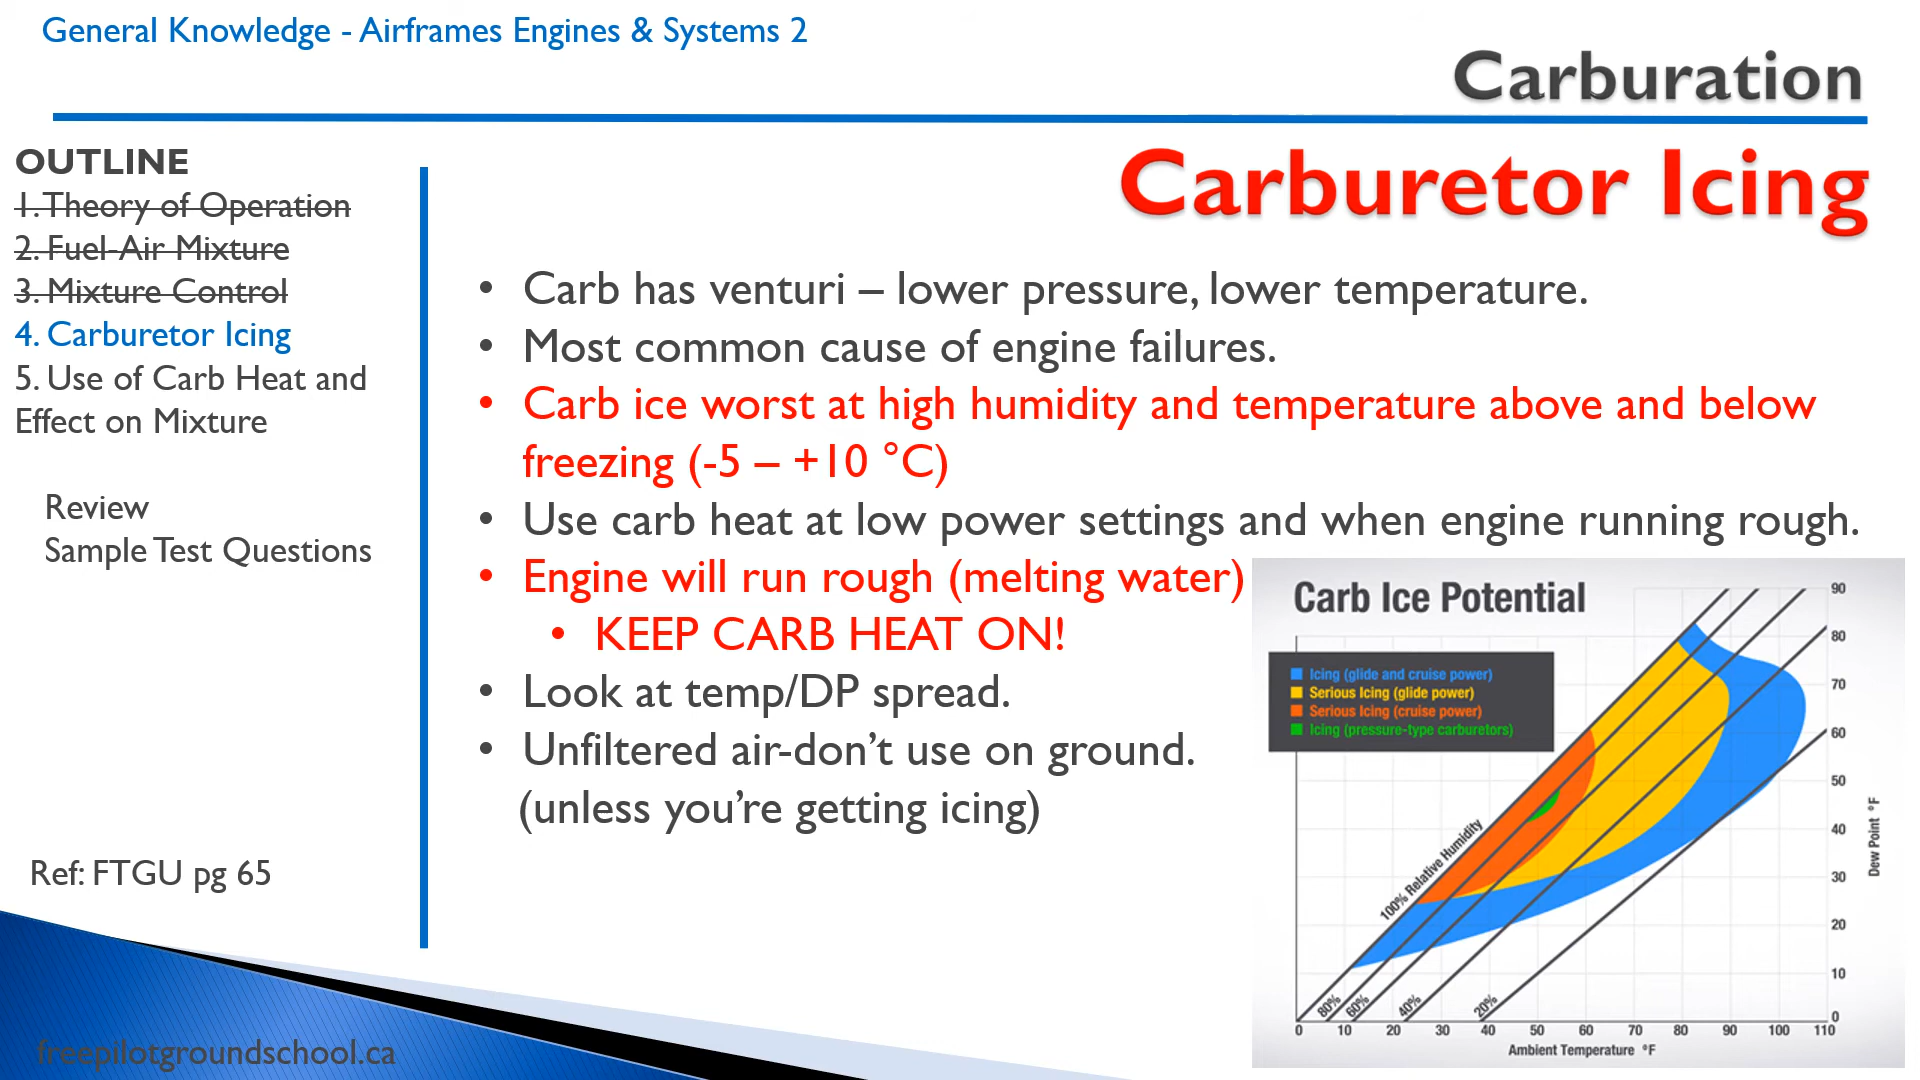 General Knowledge - Airframes Engines & Systems 2
Carburation
OUTLINE
1. Theory of Operation
2. Fuel-Air Mixture
3. Mixture Control
4. Carburetor Icing
5. Use of Carb Heat and
Effect on Mixture
Review
Sample Test Questions
Ref: FTGU pg 65
freepilotgroundschool.ca
Carburetor Icing
• Carb has venturi – lower pressure, lower temperature.
• Most common cause of engine failures.
• Carb ice worst at high humidity and temperature above and below
freezing (-5 – +10 °C)
• Use carb heat at low power settings and when engine running rough.
• Engine will run rough (melting water)
• KEEP CARB HEAT ON!
• Look at temp/DP spread.
• Unfiltered air-don’t use on ground.
(unless you’re getting icing)
Carb Ice Potential
Icing (glide and cruise power)
Serious Icing (glide power)
Serious Icing (cruise power)
Icing (pressure-type carburetors)
100% Relative Humidity
80%
60%
40%
20%
90
80
70
60
50
40
30
20
10
0
Dew Point °F
0 10 20 30 40 50 60 70 80 90 100 110
Ambient Temperature °F